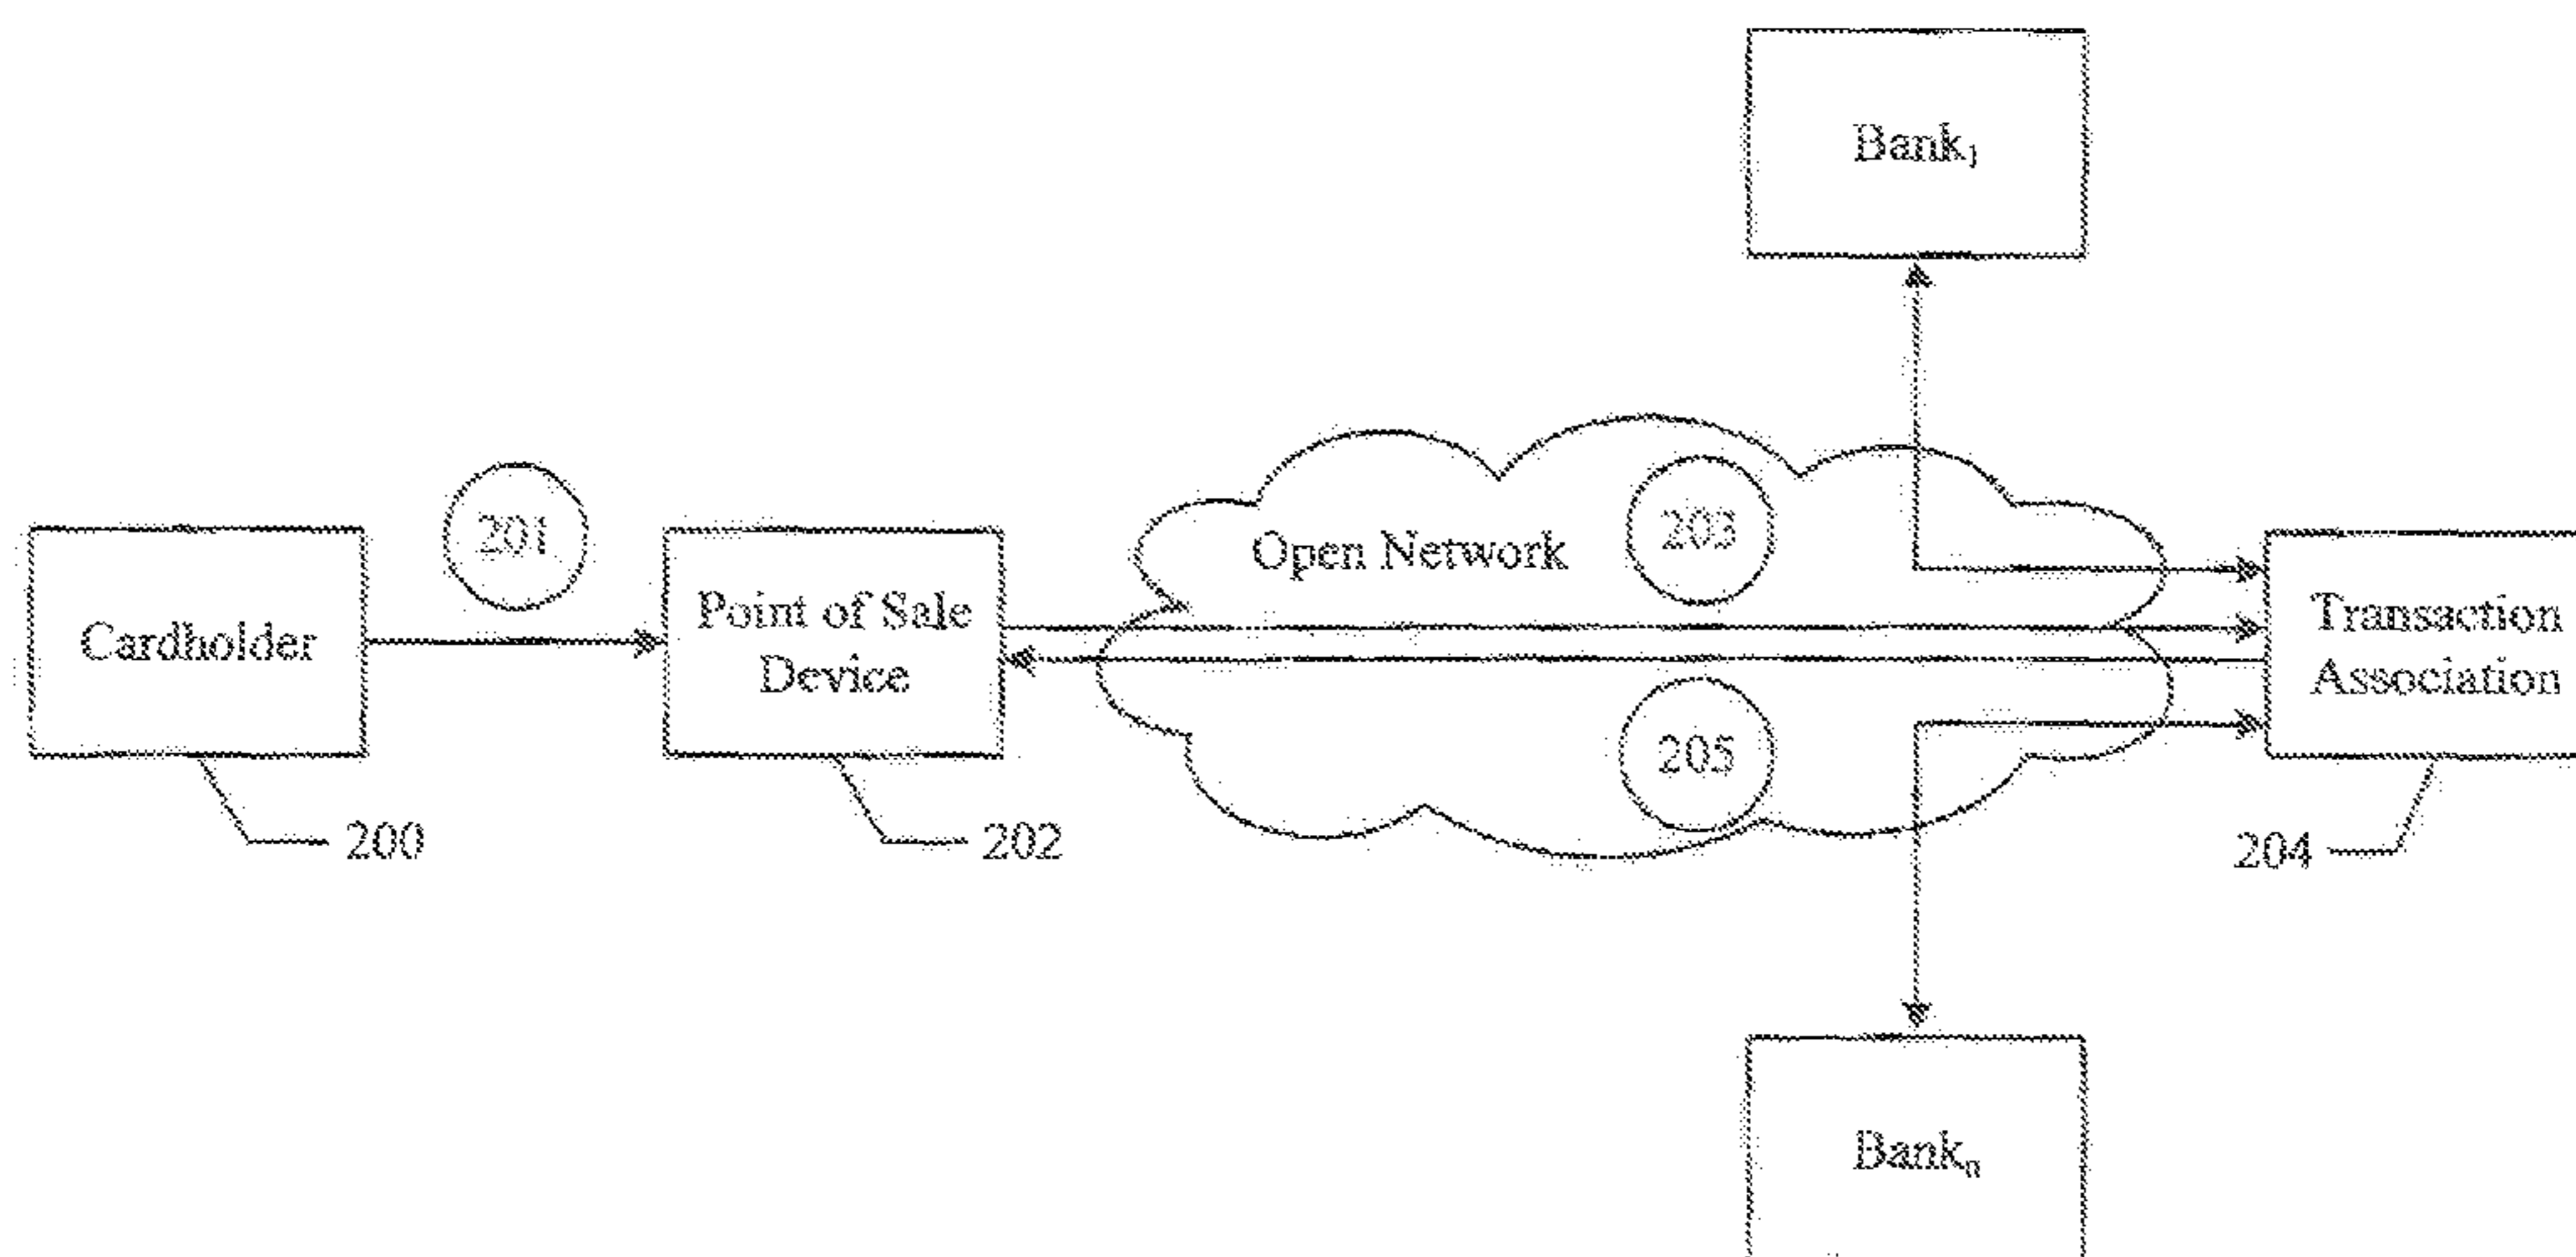 Bank₁
201
203
Open Network
Cardholder
Point of Sale
Device
Transaction
Association
205
200
202
204
Bankₙ